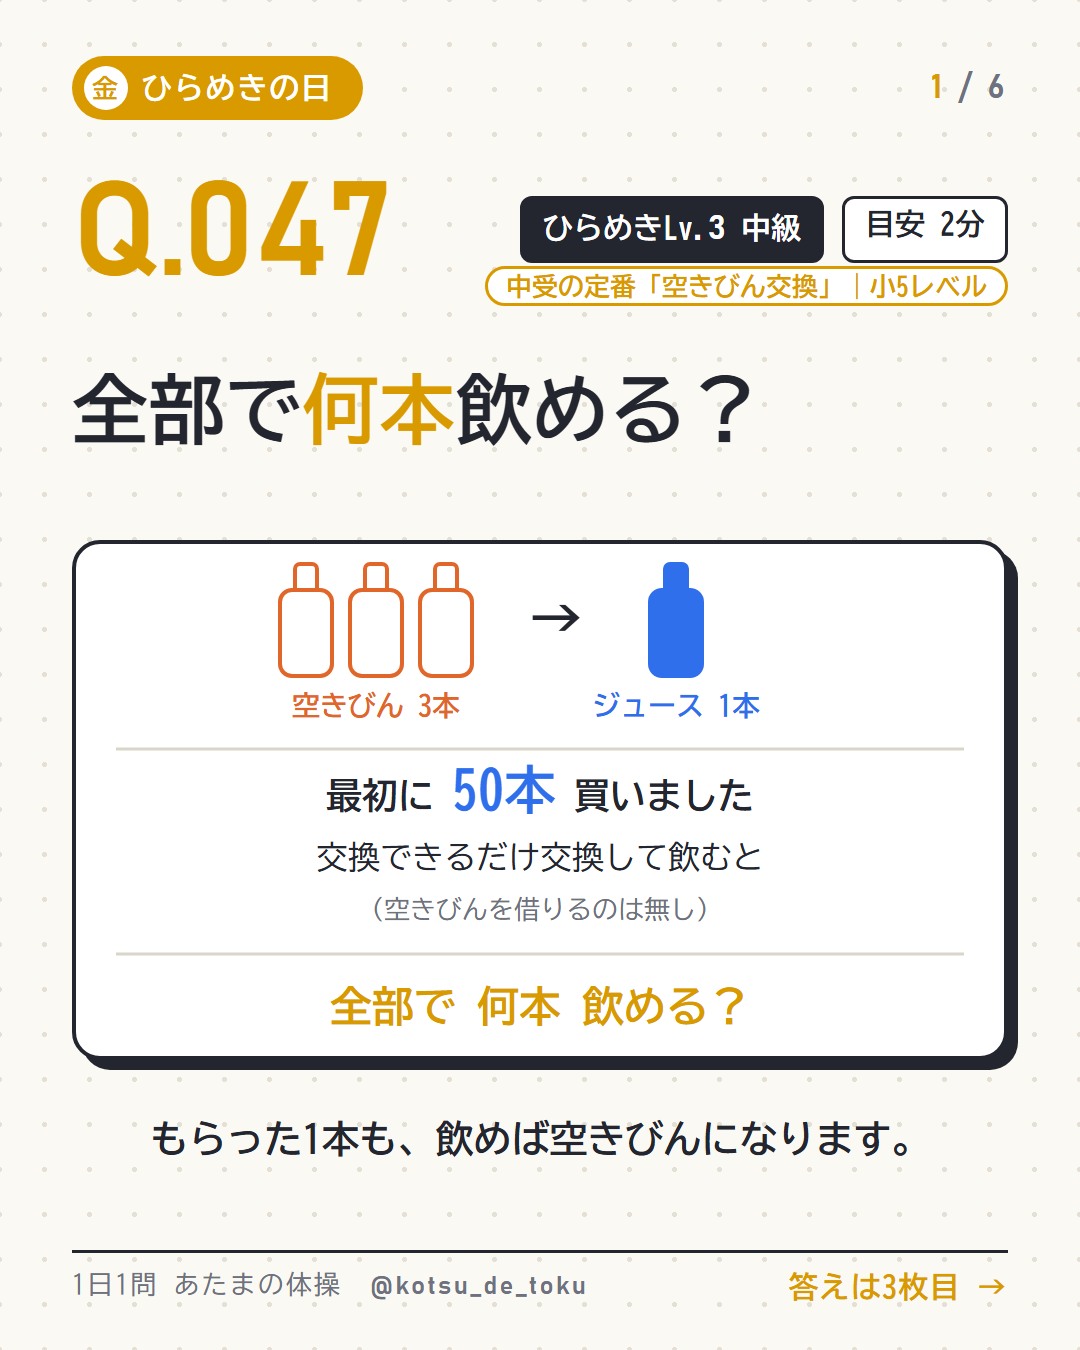 金 ひらめきの日
1 / 6
Q.047
ひらめきLv.3 中級
目安 2分
中受の定番「空きびん交換」｜小5レベル
全部で何本飲める？
→
空きびん 3本
ジュース 1本
最初に 50本 買いました
交換できるだけ交換して飲むと
（空きびんを借りるのは無し）
全部で 何本 飲める？
もらった1本も、飲めば空きびんになります。
1日1問 あたまの体操 @kotsu_de_toku
答えは3枚目 →